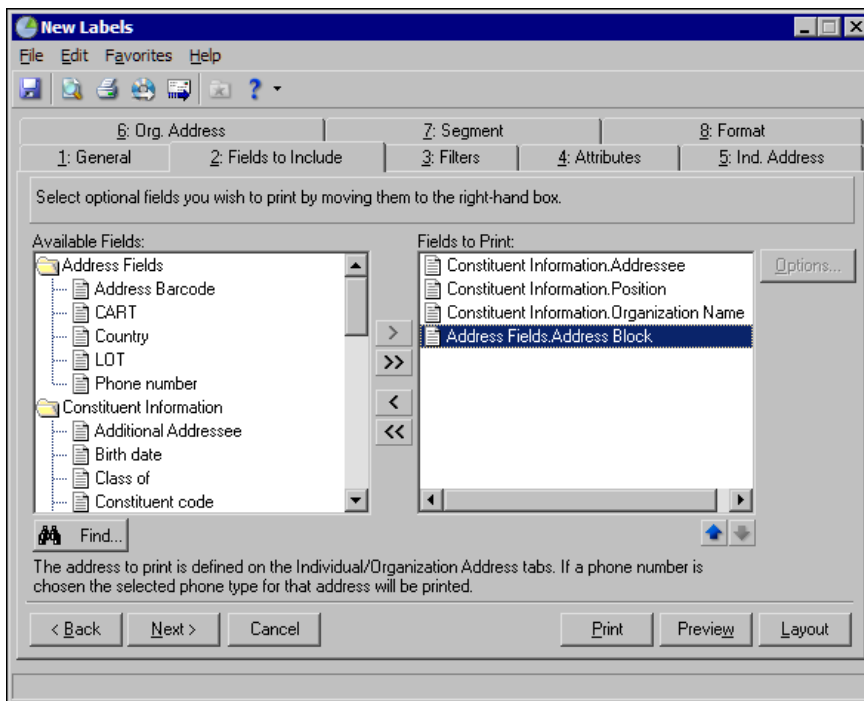 New Labels
File Edit Favorites Help
6: Org. Address 7: Segment 8: Format
1: General 2: Fields to Include 3: Filters 4: Attributes 5: Ind. Address
Select optional fields you wish to print by moving them to the right-hand box.
Available Fields:
Address Fields
Address Barcode
CART
Country
LOT
Phone number
Constituent Information
Additional Addressee
Birth date
Class of
Constituent code
Find...
>
>>
<
<<
Fields to Print:
Constituent Information.Addressee
Constituent Information.Position
Constituent Information.Organization Name
Address Fields.Address Block
Options...
The address to print is defined on the Individual/Organization Address tabs. If a phone number is
chosen the selected phone type for that address will be printed.
< Back Next > Cancel Print Preview Layout